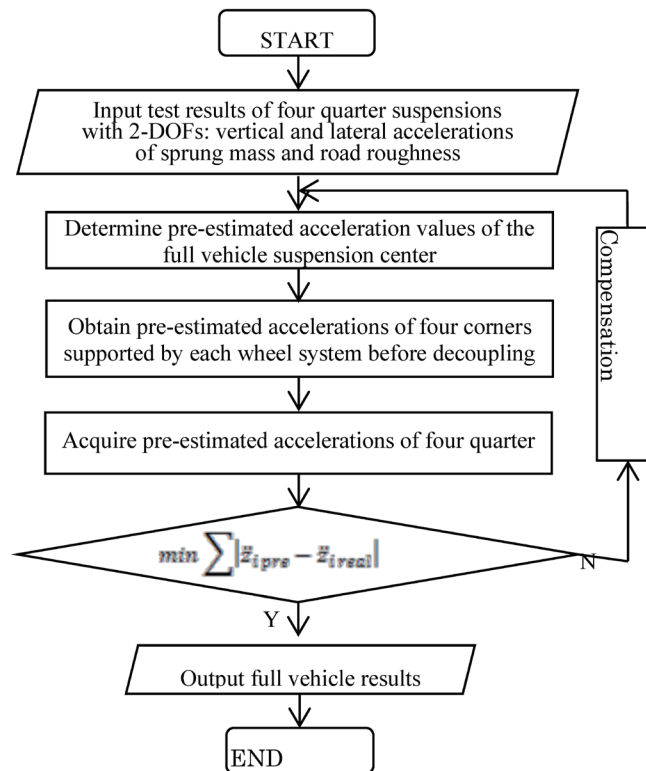 START
Input test results of four quarter suspensions
with 2-DOFs: vertical and lateral accelerations
of sprung mass and road roughness
Determine pre-estimated acceleration values of the
full vehicle suspension center
Compensation
Obtain pre-estimated accelerations of four corners
supported by each wheel system before decoupling
Acquire pre-estimated accelerations of four quarter
min ∑|z̈ipre − z̈ireal|
N
Y
Output full vehicle results
END